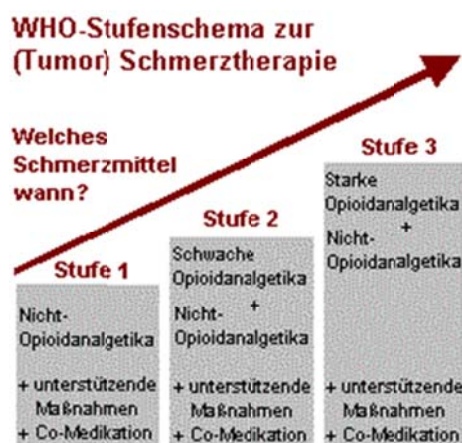 WHO-Stufenschema zur
(Tumor) Schmerztherapie
Welches
Schmerzmittel
wann?
Stufe 1
Nicht-
Opioidanalgetika
+ unterstützende
Maßnahmen
+ Co-Medikation
Stufe 2
Schwache
Opioidanalgetika
+
Nicht-
Opioidanalgetika
+ unterstützende
Maßnahmen
+ Co-Medikation
Stufe 3
Starke
Opioidanalgetika
+
Nicht-
Opioidanalgetika
+ unterstützende
Maßnahmen
+ Co-Medikation